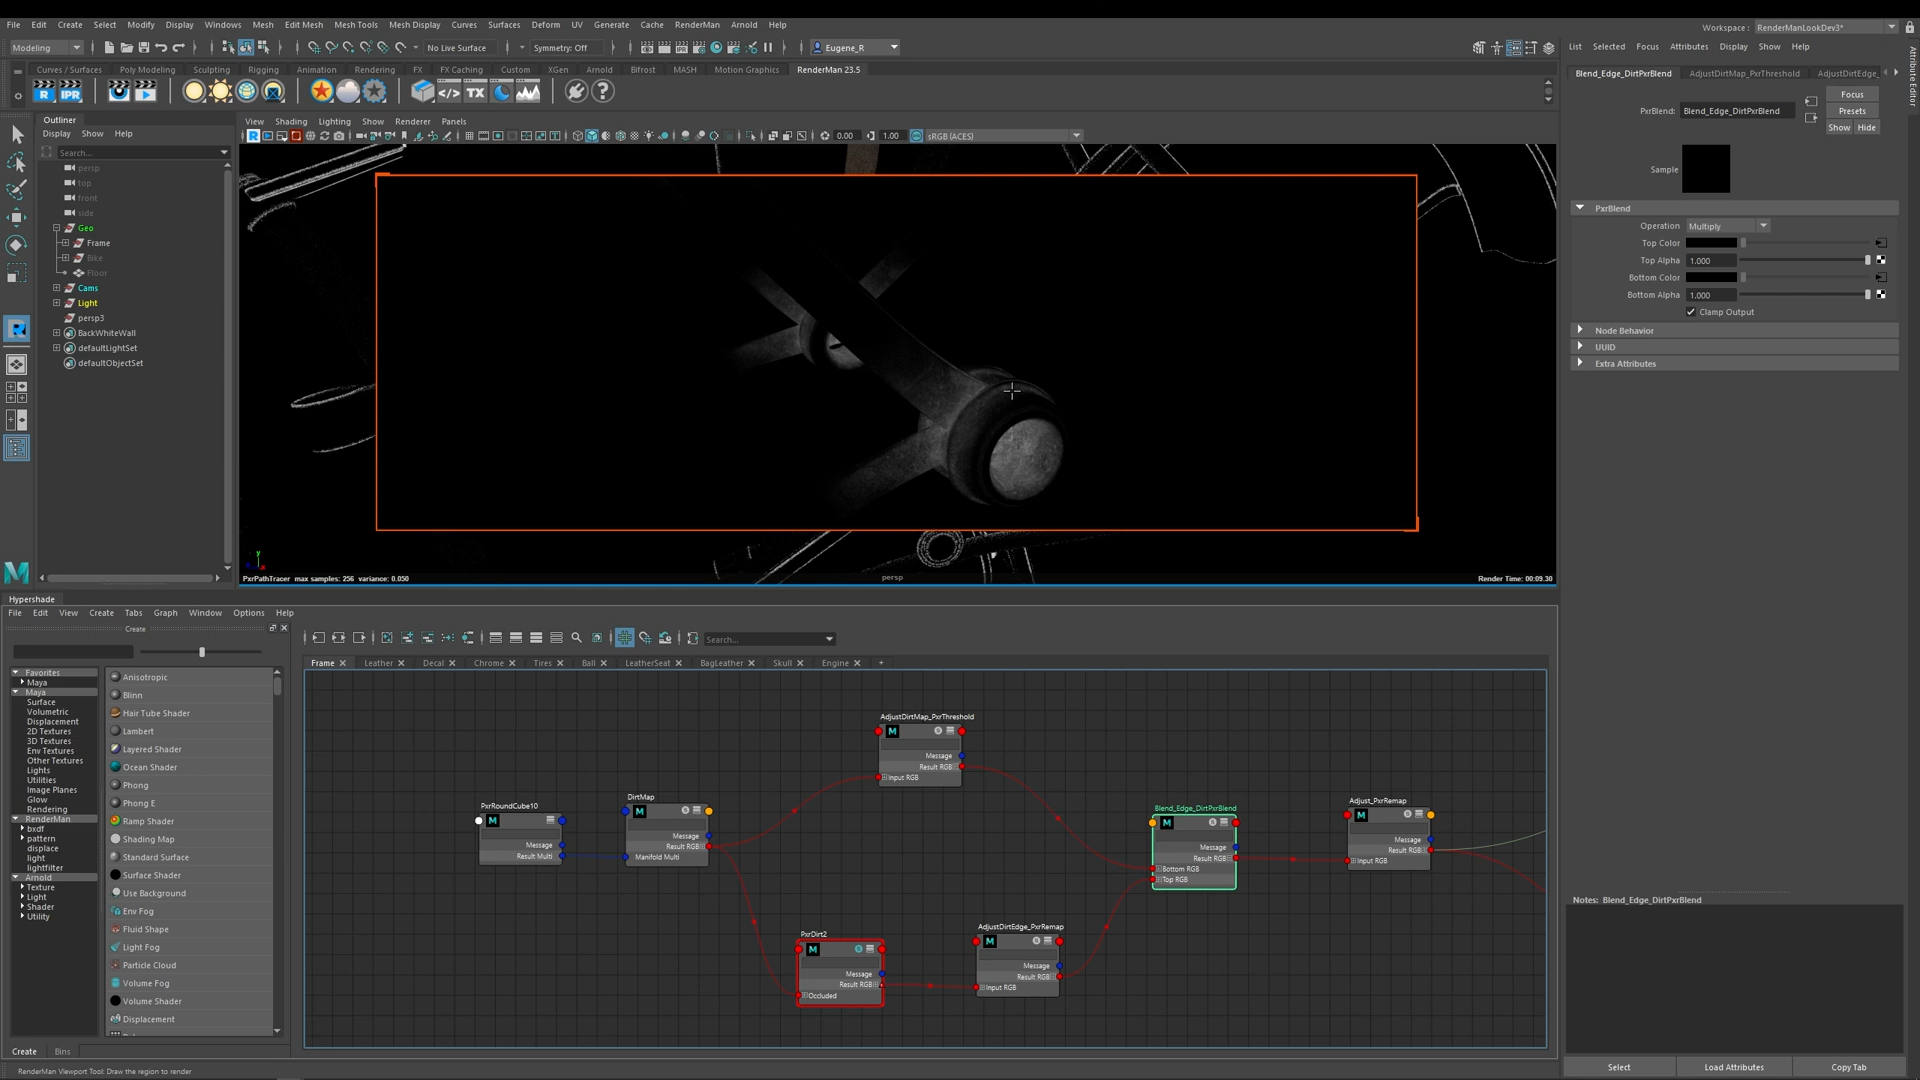 File Edit Create Select Modify Display Windows Mesh Edit Mesh Mesh Tools Mesh Display Curves Surfaces Deform UV Generate Cache RenderMan Arnold Help
Workspace : RenderManLookDev3*
Modeling
No Live Surface
Symmetry: Off
Eugene_R
List Selected Focus Attributes Display Show Help
Curves / Surfaces Poly Modeling Sculpting Rigging Animation Rendering FX FX Caching Custom XGen Arnold Bifrost MASH Motion Graphics RenderMan 23.5
Blend_Edge_DirtPxrBlend AdjustDirtMap_PxrThreshold AdjustDirtEdge_
Attribute Editor
R IPR </> TX
Focus
PxrBlend: Blend_Edge_DirtPxrBlend
Presets
Show Hide
Outliner
Display Show Help
Search...
View Shading Lighting Show Renderer Panels
0.00 1.00 sRGB (ACES)
persp
top
front
side
Geo
Frame
Bike
Floor
Cams
Light
persp3
BackWhiteWall
defaultLightSet
defaultObjectSet
Sample
PxrBlend
Operation Multiply
Top Color
Top Alpha 1.000
Bottom Color
Bottom Alpha 1.000
Clamp Output
Node Behavior
UUID
Extra Attributes
PxrPathTracer max samples: 256 variance: 0.050
persp
Render Time: 00:09.30
Hypershade
File Edit View Create Tabs Graph Window Options Help
Create
Search...
Frame Leather Decal Chrome Tires Ball LeatherSeat BagLeather Skull Engine +
Favorites
Maya
Maya
Surface
Volumetric
Displacement
2D Textures
3D Textures
Env Textures
Other Textures
Lights
Utilities
Image Planes
Glow
Rendering
RenderMan
bxdf
pattern
displace
light
lightfilter
Arnold
Texture
Light
Shader
Utility
Anisotropic
Blinn
Hair Tube Shader
Lambert
Layered Shader
Ocean Shader
Phong
Phong E
Ramp Shader
Shading Map
Standard Surface
Surface Shader
Use Background
Env Fog
Fluid Shape
Light Fog
Particle Cloud
Volume Fog
Volume Shader
Displacement
AdjustDirtMap_PxrThreshold
Message
Result RGB
Input RGB
PxrRoundCube10
Message
Result Multi
DirtMap
Message
Result RGB
Manifold Multi
Blend_Edge_DirtPxrBlend
Message
Result RGB
Bottom RGB
Top RGB
Adjust_PxrRemap
Message
Result RGB
Input RGB
PxrDirt2
Message
Result RGB
Occluded
AdjustDirtEdge_PxrRemap
Message
Result RGB
Input RGB
Notes: Blend_Edge_DirtPxrBlend
Create Bins
Select Load Attributes Copy Tab
RenderMan Viewport Tool: Draw the region to render